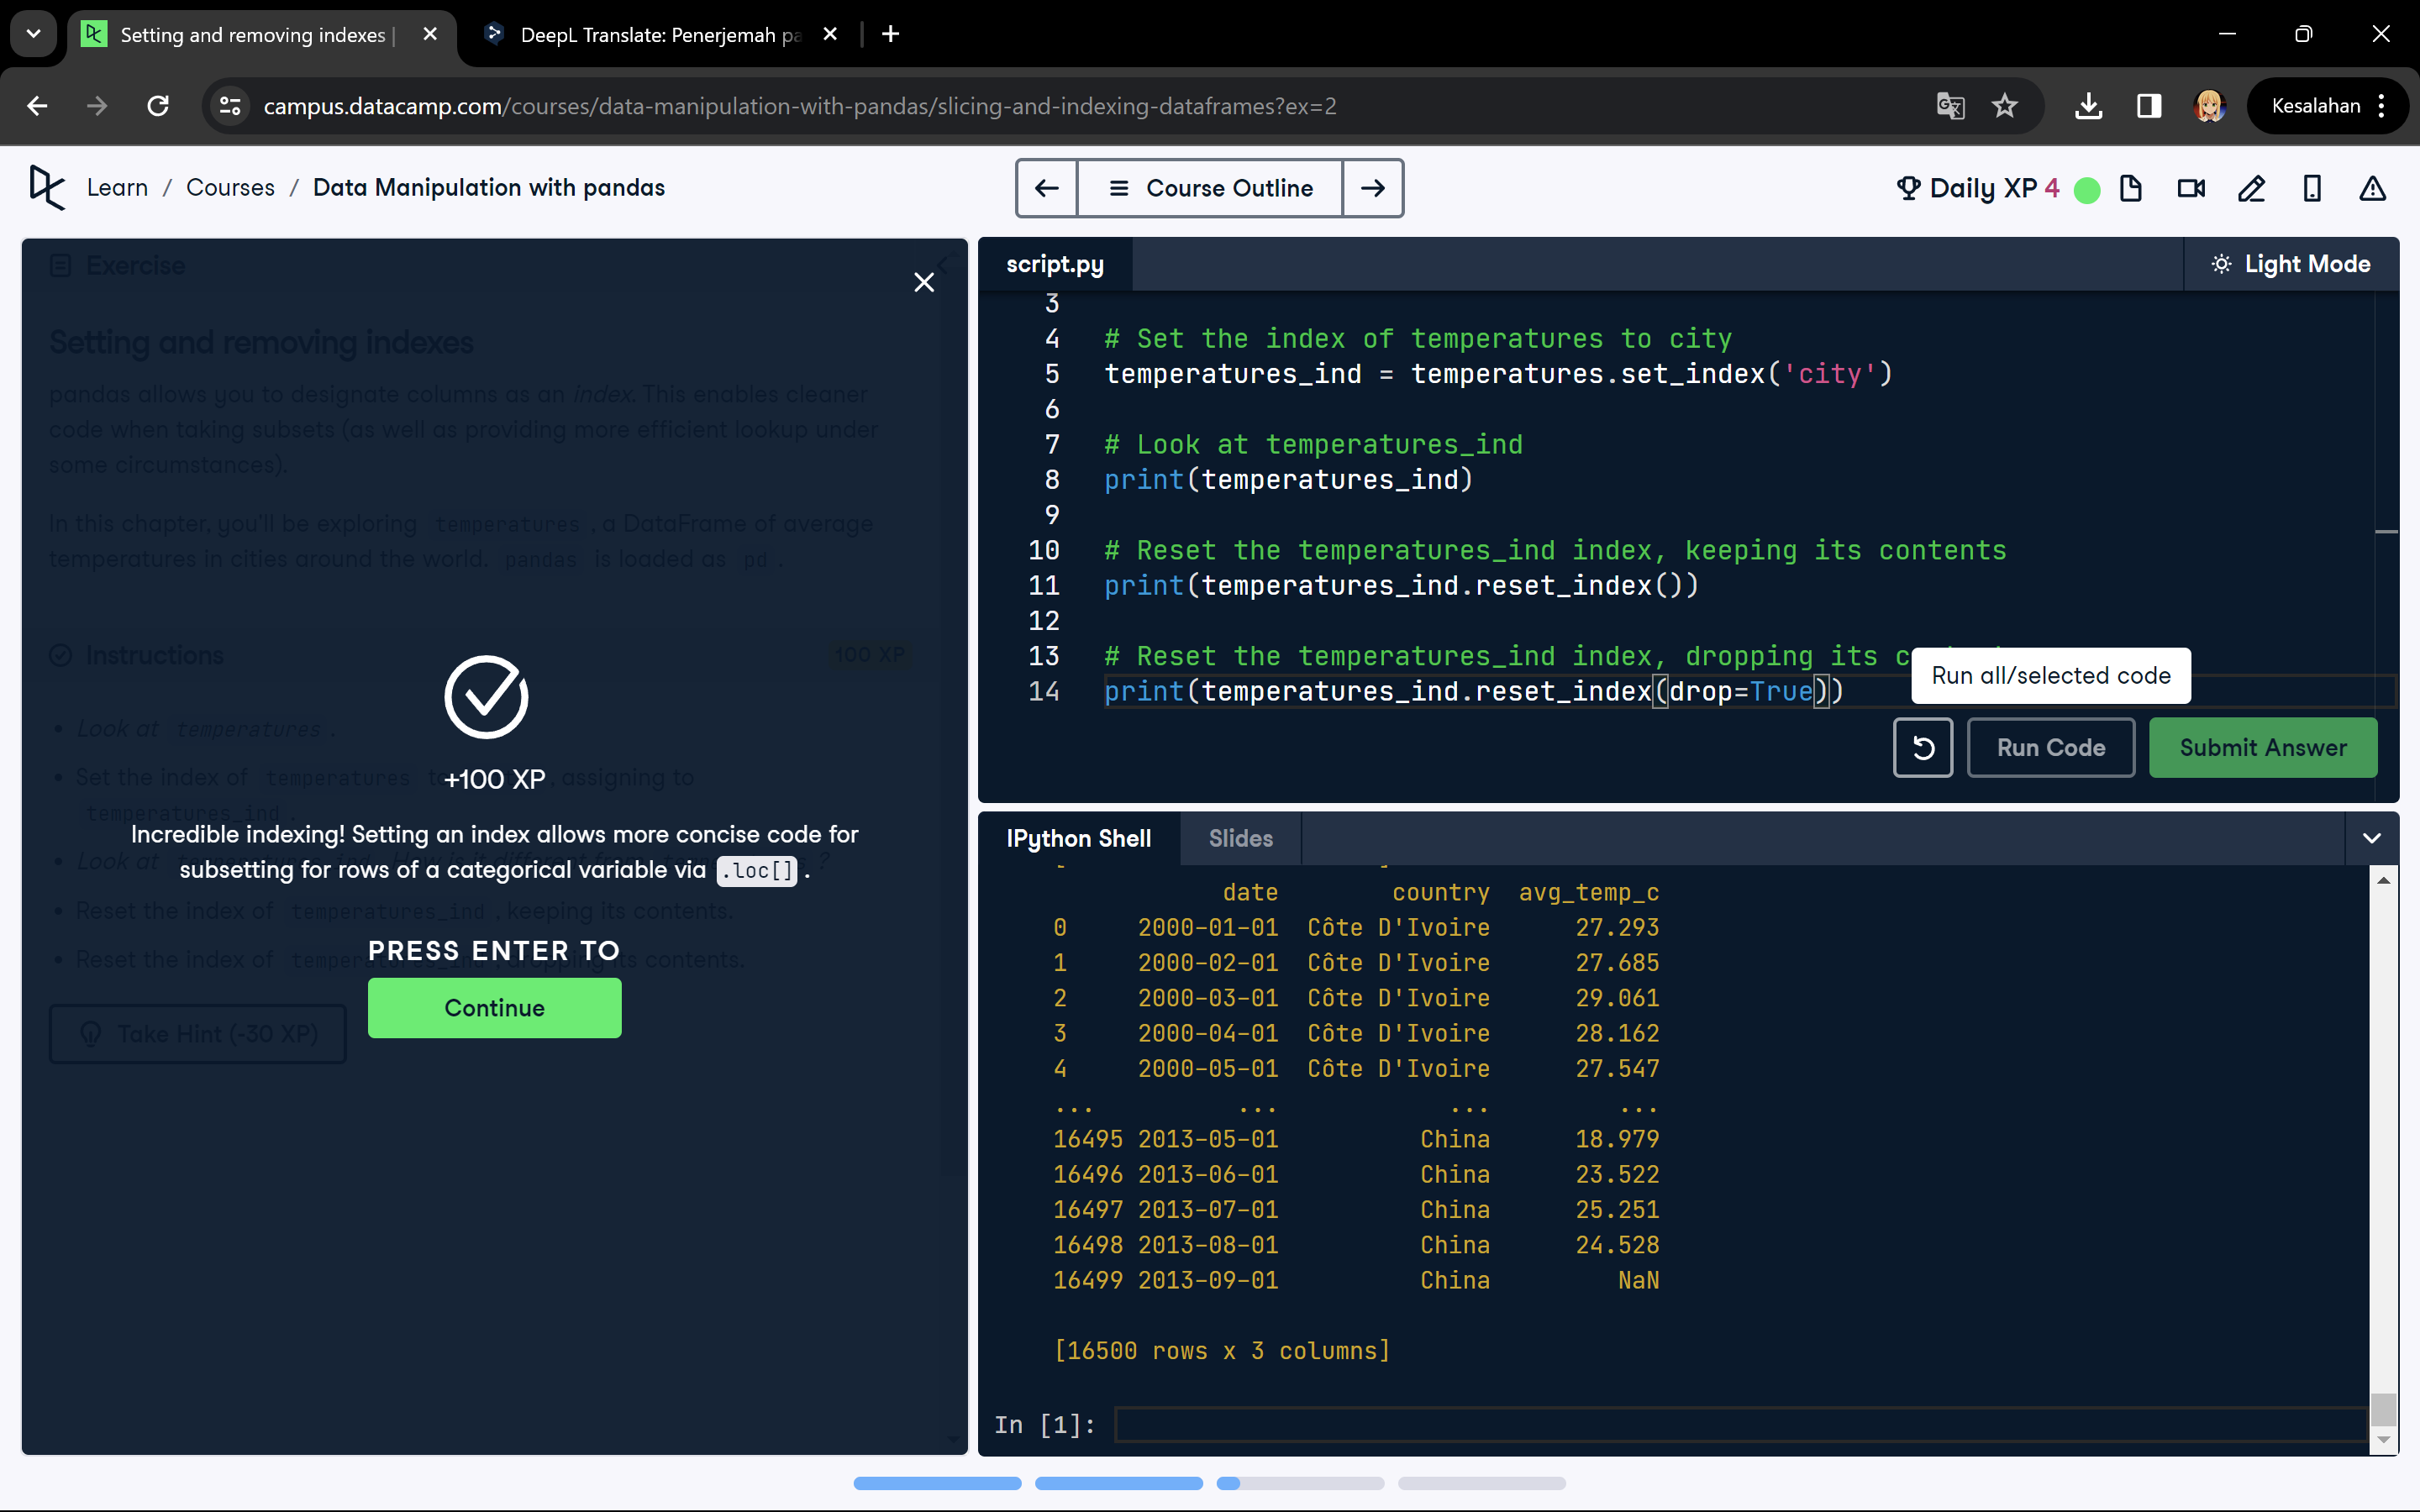 Setting and removing indexes |
DeepL Translate: Penerjemah pa
campus.datacamp.com/courses/data-manipulation-with-pandas/slicing-and-indexing-dataframes?ex=2
Kesalahan
Learn / Courses / Data Manipulation with pandas
Course Outline
Daily XP 4
Exercise
Setting and removing indexes
pandas allows you to designate columns as an index. This enables cleaner
code when taking subsets (as well as providing more efficient lookup under
some circumstances).
In this chapter, you'll be exploring temperatures , a DataFrame of average
temperatures in cities around the world. pandas is loaded as pd .
Instructions
100 XP
• Look at temperatures .
• Set the index of temperatures to , assigning to
temperatures_ind .
• Look at temperatures_ind . How is it different from ?
• Reset the index of temperatures_ind , keeping its contents.
• Reset the index of temperatures_ind , dropping its contents.
Take Hint (-30 XP)
+100 XP
Incredible indexing! Setting an index allows more concise code for
subsetting for rows of a categorical variable via .loc[] .
PRESS ENTER TO
Continue
script.py
Light Mode
3
4 # Set the index of temperatures to city
5 temperatures_ind = temperatures.set_index('city')
6
7 # Look at temperatures_ind
8 print(temperatures_ind)
9
10 # Reset the temperatures_ind index, keeping its contents
11 print(temperatures_ind.reset_index())
12
13 # Reset the temperatures_ind index, dropping its
14 print(temperatures_ind.reset_index(drop=True))
Run all/selected code
Run Code
Submit Answer
IPython Shell
Slides
date country avg_temp_c
0 2000-01-01 Côte D'Ivoire 27.293
1 2000-02-01 Côte D'Ivoire 27.685
2 2000-03-01 Côte D'Ivoire 29.061
3 2000-04-01 Côte D'Ivoire 28.162
4 2000-05-01 Côte D'Ivoire 27.547
... ... ... ...
16495 2013-05-01 China 18.979
16496 2013-06-01 China 23.522
16497 2013-07-01 China 25.251
16498 2013-08-01 China 24.528
16499 2013-09-01 China NaN
[16500 rows x 3 columns]
In [1]: